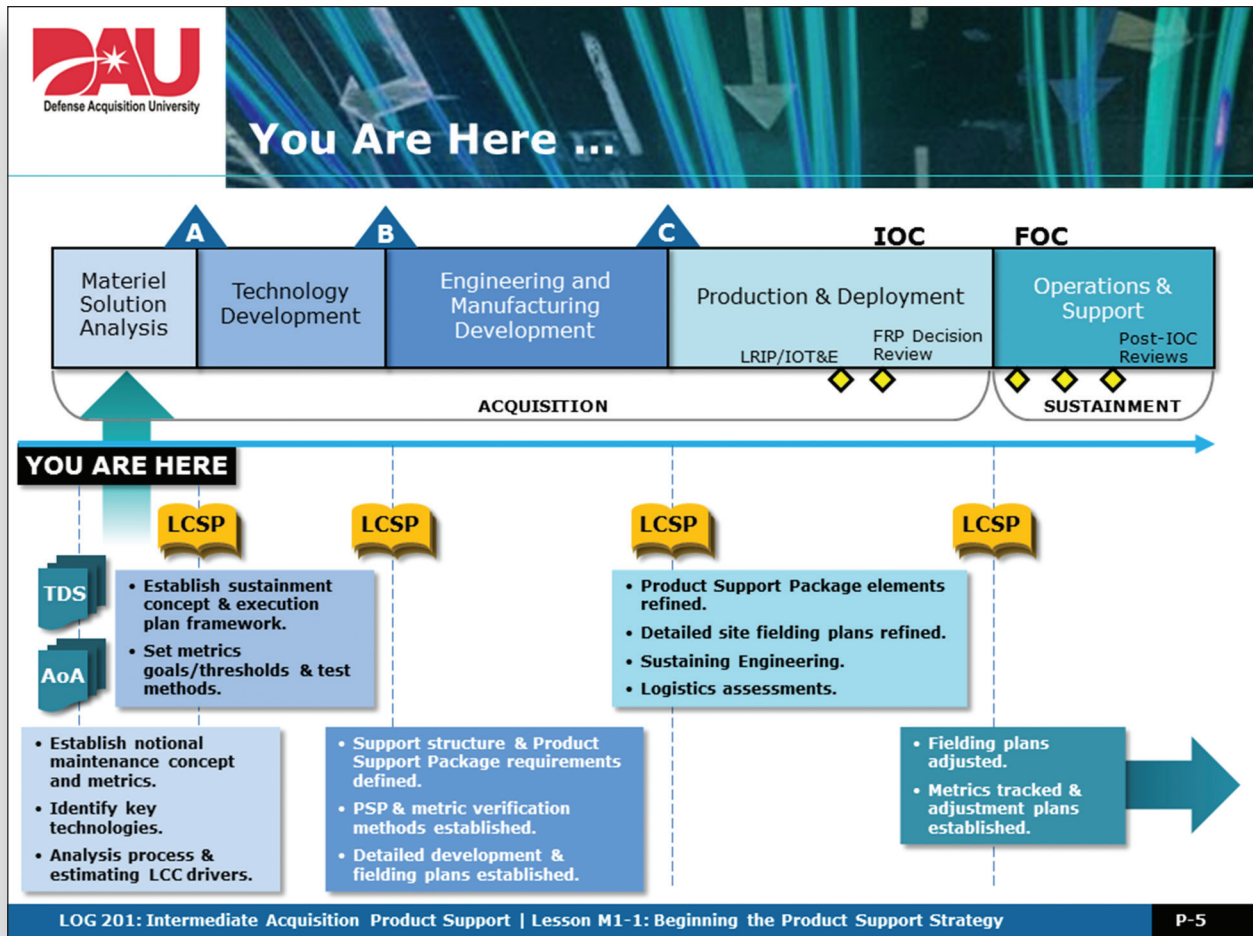 DAU
Defense Acquisition University
You Are Here ...
A
B
C
IOC
FOC
Materiel
Solution
Analysis
Technology
Development
Engineering and
Manufacturing
Development
Production & Deployment
LRIP/IOT&E
FRP Decision
Review
Operations &
Support
Post-IOC
Reviews
ACQUISITION
SUSTAINMENT
YOU ARE HERE
LCSP
LCSP
LCSP
LCSP
TDS
AoA
• Establish sustainment
concept & execution
plan framework.
• Set metrics
goals/thresholds & test
methods.
• Product Support Package elements
refined.
• Detailed site fielding plans refined.
• Sustaining Engineering.
• Logistics assessments.
• Establish notional
maintenance concept
and metrics.
• Identify key
technologies.
• Analysis process &
estimating LCC drivers.
• Support structure & Product
Support Package requirements
defined.
• PSP & metric verification
methods established.
• Detailed development &
fielding plans established.
• Fielding plans
adjusted.
• Metrics tracked &
adjustment plans
established.
LOG 201: Intermediate Acquisition Product Support | Lesson M1-1: Beginning the Product Support Strategy
P-5